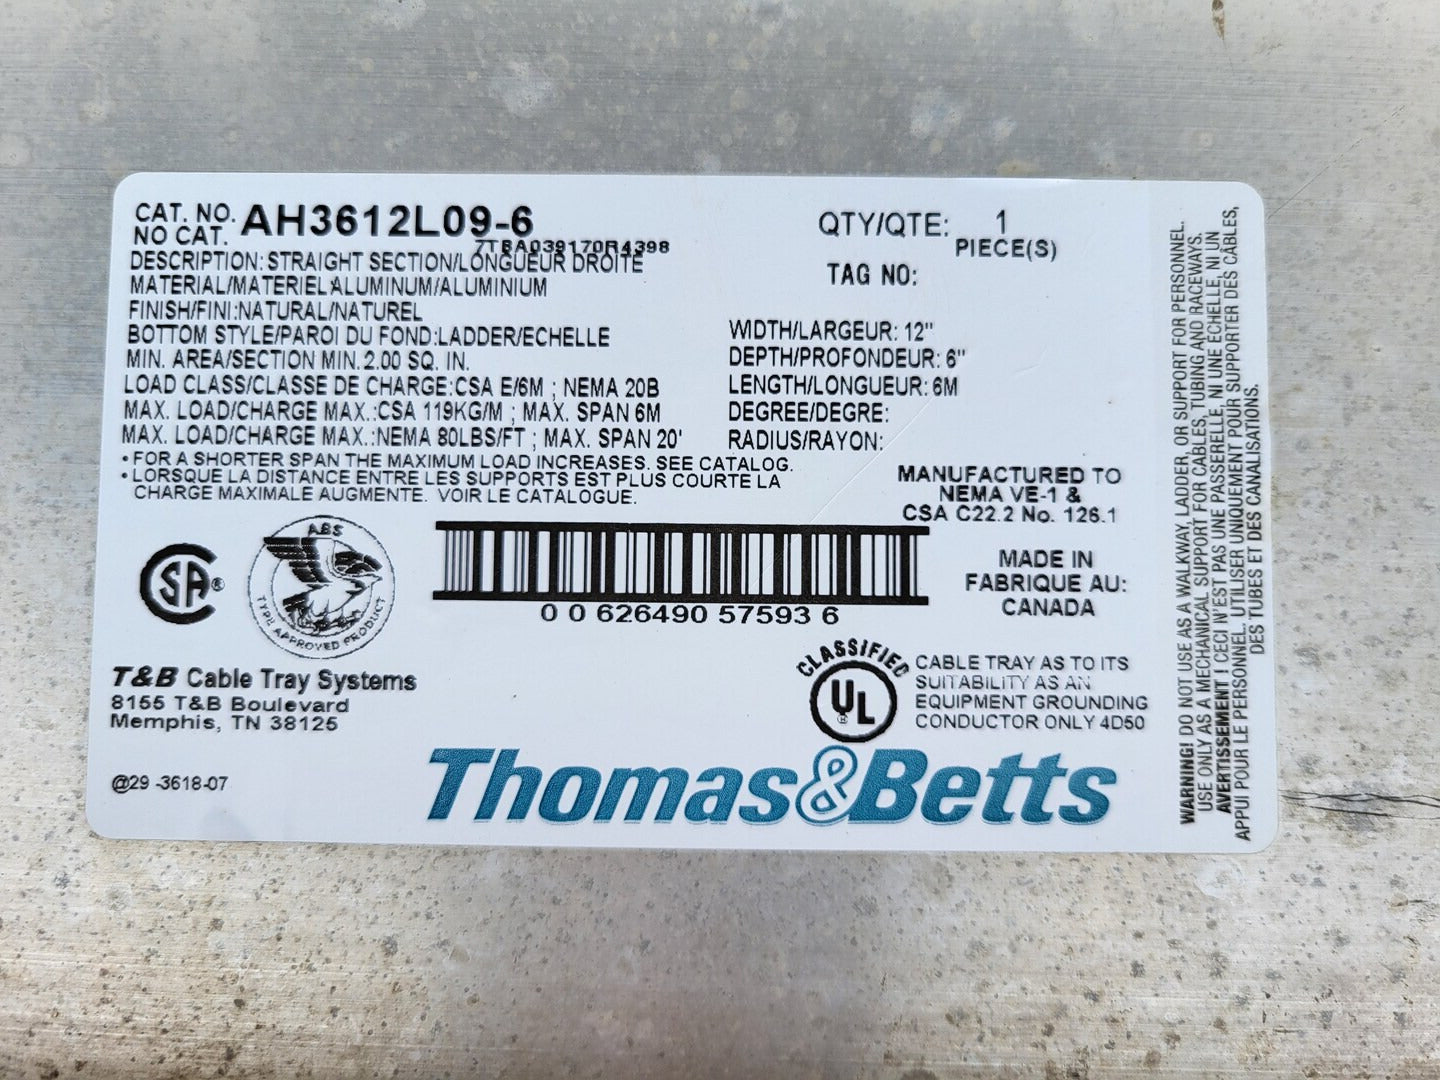 CAT. NO. AH3612L09-6
NO CAT.
7TBA039170R4398
DESCRIPTION: STRAIGHT SECTION/LONGUEUR DROITE
MATERIAL/MATERIEL:ALUMINUM/ALUMINIUM
FINISH/FINI:NATURAL/NATUREL
BOTTOM STYLE/PAROI DU FOND:LADDER/ECHELLE
MIN. AREA/SECTION MIN.2.00 SQ. IN.
LOAD CLASS/CLASSE DE CHARGE:CSA E/6M ; NEMA 20B
MAX. LOAD/CHARGE MAX.:CSA 119KG/M ; MAX. SPAN 6M
MAX. LOAD/CHARGE MAX.:NEMA 80LBS/FT ; MAX. SPAN 20'
• FOR A SHORTER SPAN THE MAXIMUM LOAD INCREASES. SEE CATALOG.
• LORSQUE LA DISTANCE ENTRE LES SUPPORTS EST PLUS COURTE LA
CHARGE MAXIMALE AUGMENTE. VOIR LE CATALOGUE.
QTY/QTE: 1
PIECE(S)
TAG NO:
WIDTH/LARGEUR: 12"
DEPTH/PROFONDEUR: 6"
LENGTH/LONGUEUR: 6M
DEGREE/DEGRE:
RADIUS/RAYON:
MANUFACTURED TO
NEMA VE-1 &
CSA C22.2 No. 126.1
MADE IN
FABRIQUE AU:
CANADA
CSA ®
ABS
TYPE APPROVED PRODUCT
0 0 626490 57593 6
T&B Cable Tray Systems
8155 T&B Boulevard
Memphis, TN 38125
@29 -3618-07
CLASSIFIED
UL ®
CABLE TRAY AS TO ITS
SUITABILITY AS AN
EQUIPMENT GROUNDING
CONDUCTOR ONLY 4D50
Thomas&Betts
WARNING! DO NOT USE AS A WALKWAY, LADDER, OR SUPPORT FOR PERSONNEL.
USE ONLY AS A MECHANICAL SUPPORT FOR CABLES, TUBING AND RACEWAYS.
AVERTISSEMENT ! CECI N'EST PAS UNE PASSERELLE, NI UNE ECHELLE, NI UN
APPUI POUR LE PERSONNEL. UTILISER UNIQUEMENT POUR SUPPORTER DES CÂBLES,
DES TUBES ET DES CANALISATIONS.